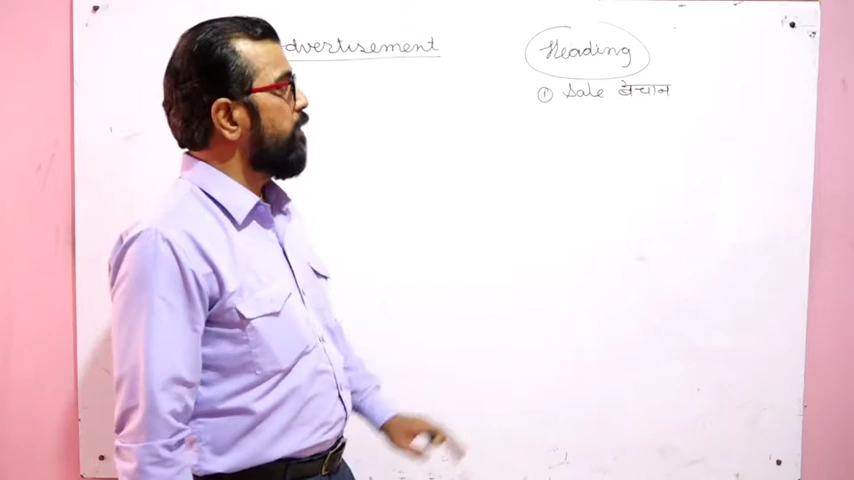 dvertisement
Heading
① Sale बेचान